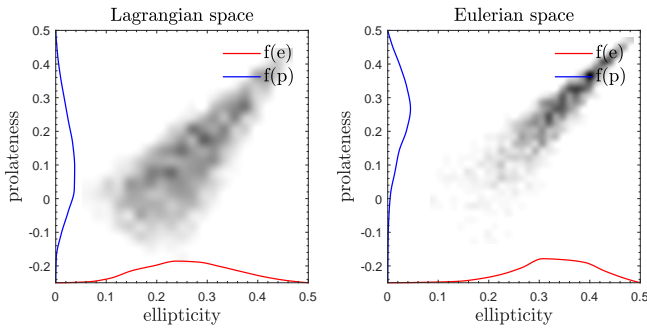 Lagrangian space
0.5
0.4
0.3
0.2
0.1
0
-0.1
-0.2
prolateness
f(e)
f(p)
0 0.1 0.2 0.3 0.4 0.5
ellipticity
Eulerian space
0.5
0.4
0.3
0.2
0.1
0
-0.1
-0.2
prolateness
f(e)
f(p)
0 0.1 0.2 0.3 0.4 0.5
ellipticity